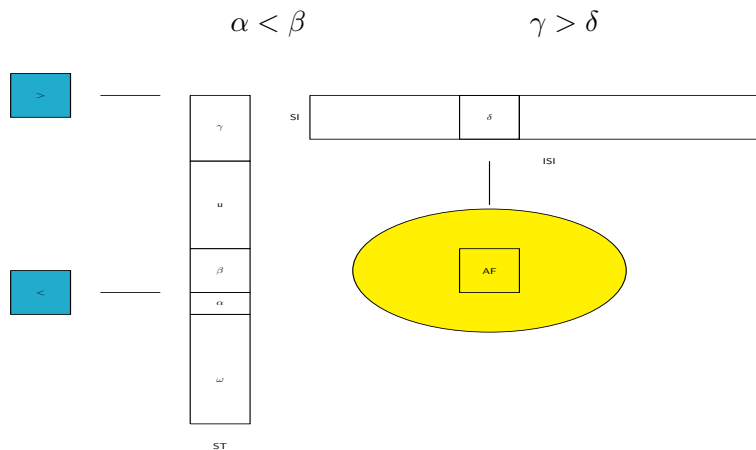 α < β
γ > δ
>
γ
SI
δ
ISI
u
β
AF
<
α
ω
ST